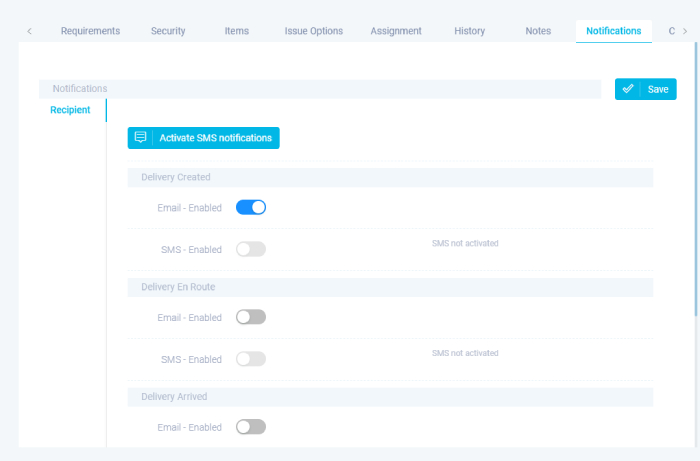 < Requirements Security Items Issue Options Assignment History Notes Notifications C >
Notifications
Save
Recipient
Activate SMS notifications
Delivery Created
Email - Enabled
SMS - Enabled
SMS not activated
Delivery En Route
Email - Enabled
SMS - Enabled
SMS not activated
Delivery Arrived
Email - Enabled